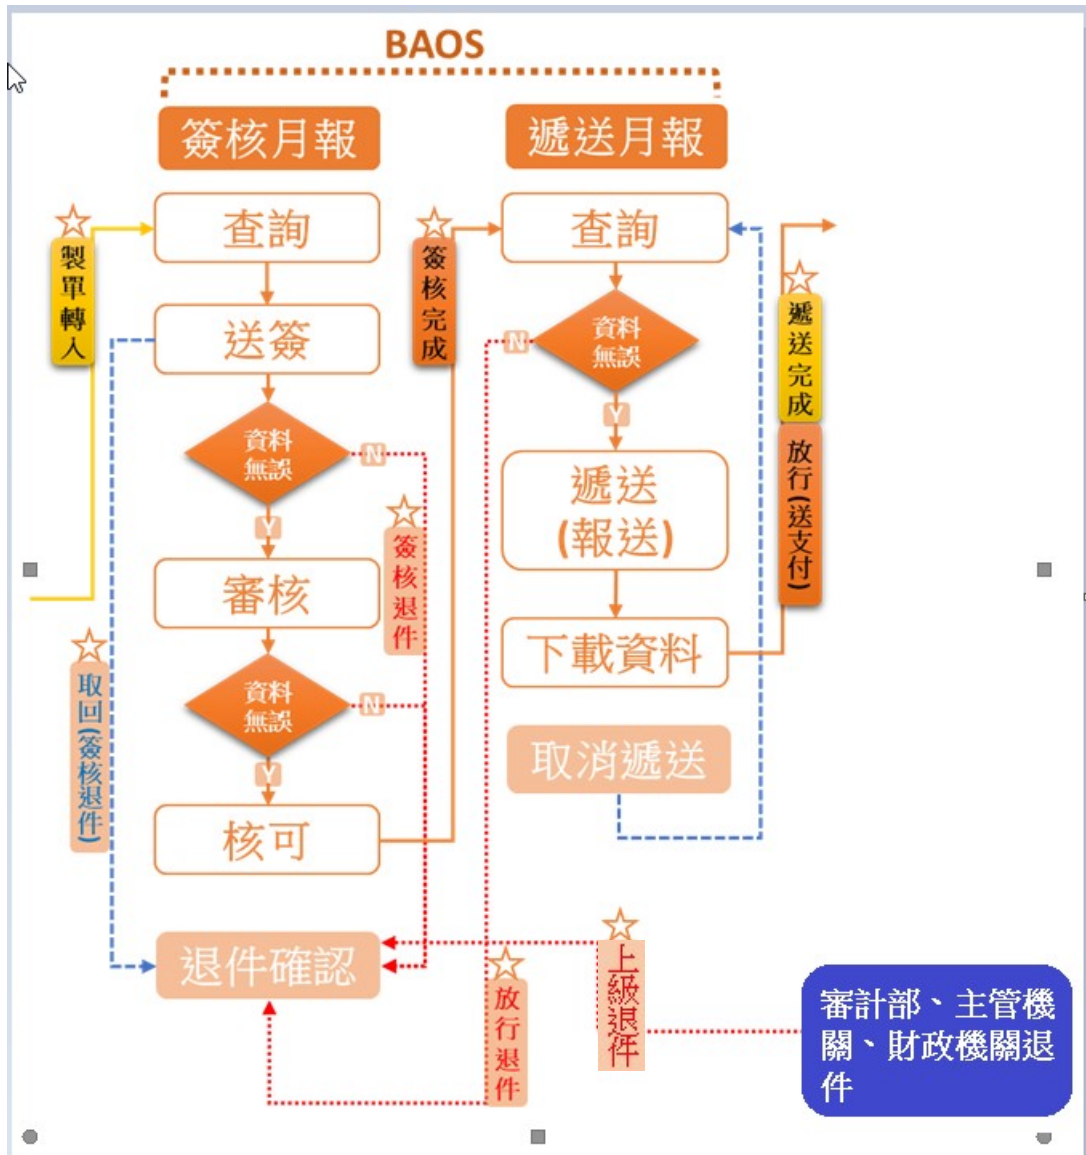 BAOS
簽核月報
遞送月報
製單轉入
查詢
送簽
資料
無誤
N
Y
簽核退件
審核
資料
無誤
N
Y
核可
取回(簽核退件)
退件確認
簽核完成
查詢
資料
無誤
N
Y
遞送
(報送)
下載資料
取消遞送
遞送完成
放行(送支付)
放行退件
上級退件
審計部、主管機
關、財政機關退
件